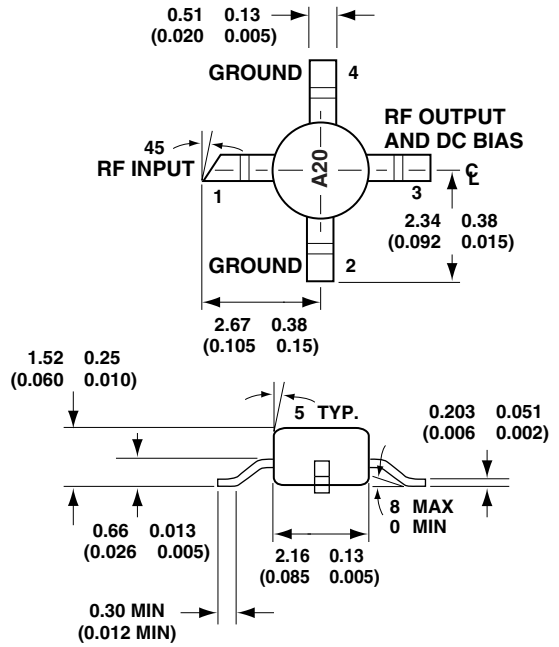 0.51 0.13
(0.020 0.005)
GROUND 4
RF OUTPUT
AND DC BIAS
45
RF INPUT
A20
1
3
℄
2.34 0.38
(0.092 0.015)
GROUND 2
2.67 0.38
(0.105 0.15)
1.52 0.25
(0.060 0.010)
5 TYP.
0.203 0.051
(0.006 0.002)
8 MAX
0 MIN
0.66 0.013
(0.026 0.005)
2.16 0.13
(0.085 0.005)
0.30 MIN
(0.012 MIN)